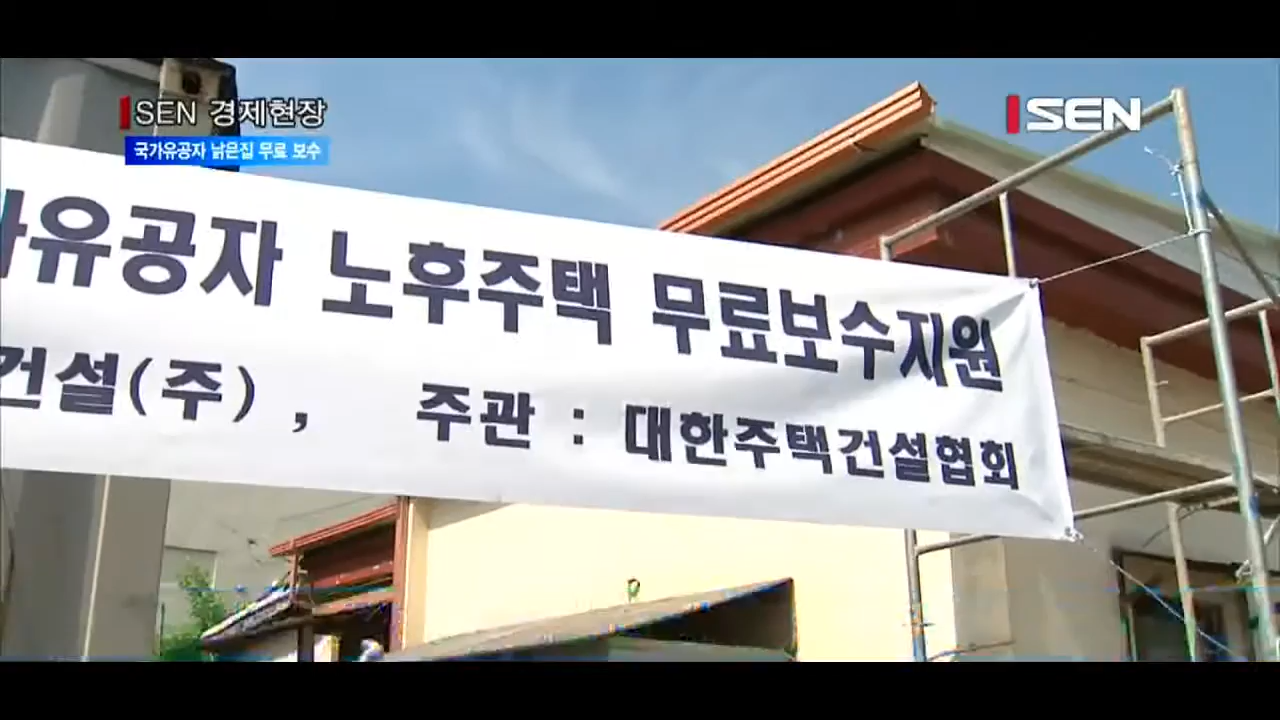 SEN 경제현장
SEN
국가유공자 낡은집 무료 보수
유공자 노후주택 무료보수지원
건설(주), 주관 : 대한주택건설협회